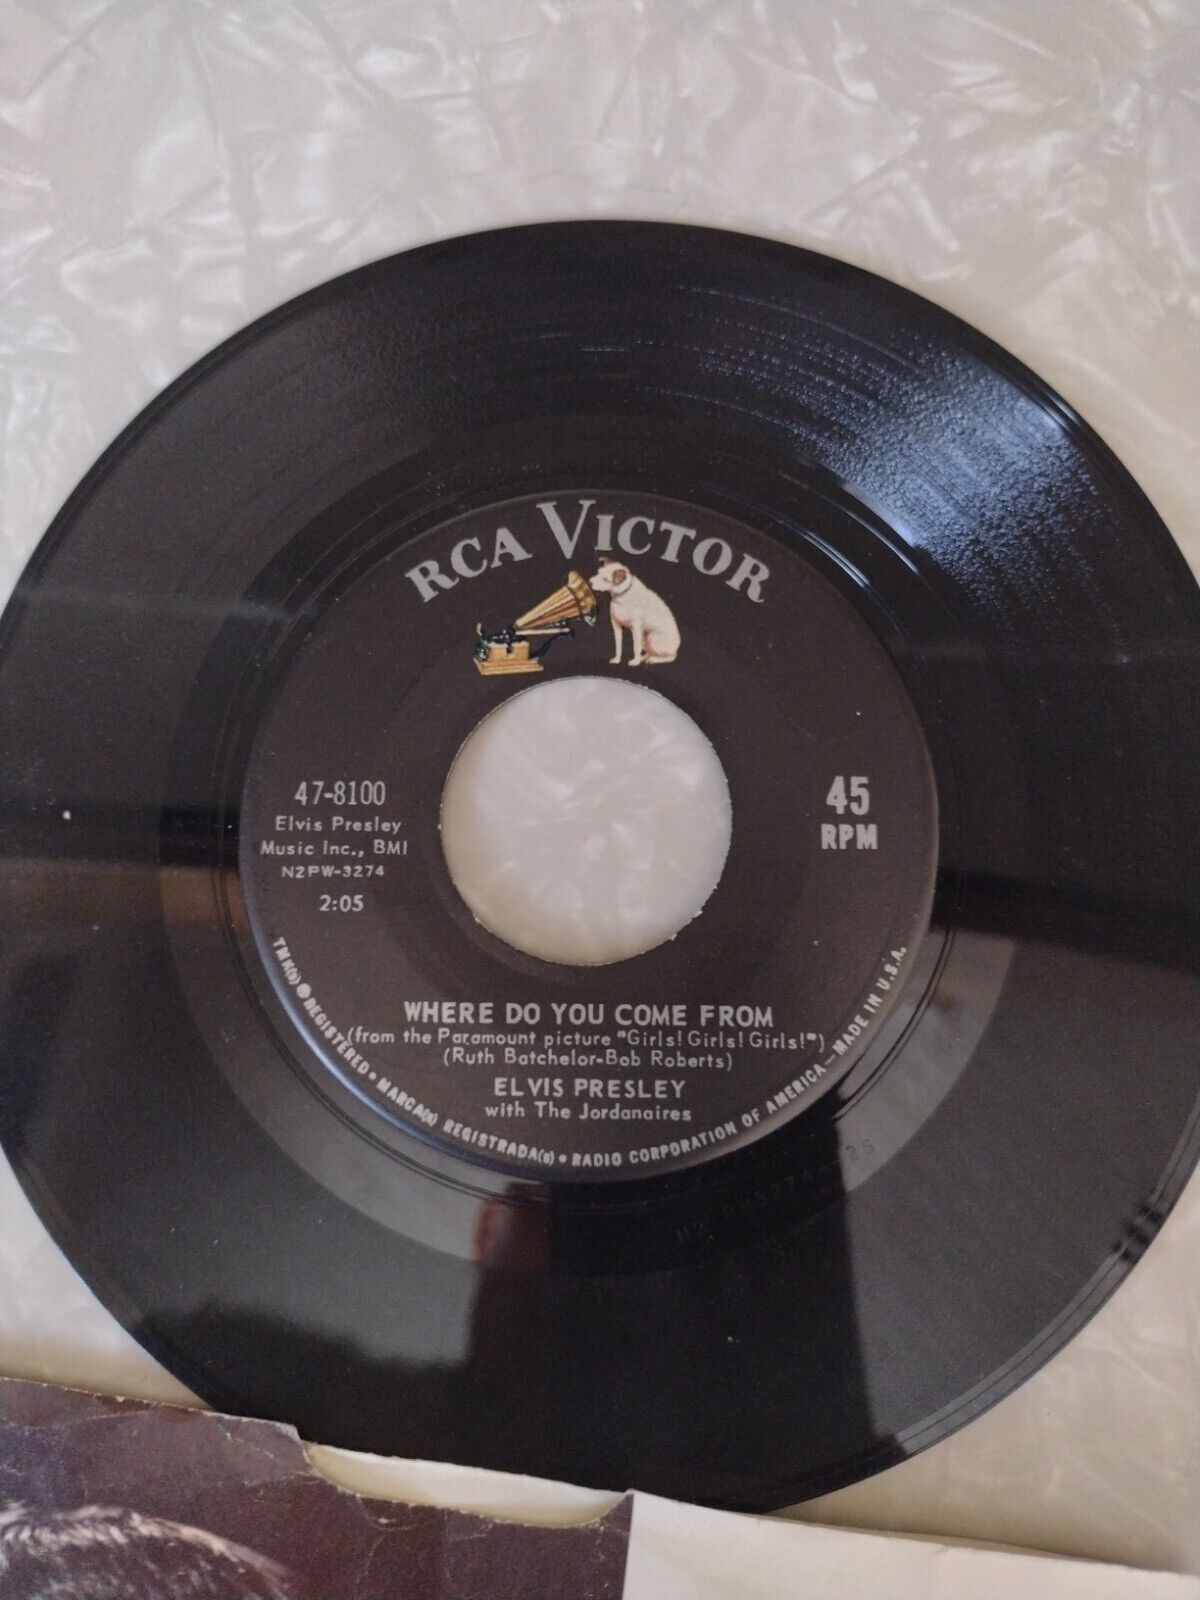 RCA VICTOR
47-8100
Elvis Presley
Music Inc., BMI
N2PW-3274
2:05
45
RPM
WHERE DO YOU COME FROM
(from the Paramount picture "Girls! Girls! Girls!")
(Ruth Batchelor-Bob Roberts)
ELVIS PRESLEY
with The Jordanaires
TMK(s) ® REGISTERED • MARCA(s) REGISTRADA(s) • RADIO CORPORATION OF AMERICA — MADE IN U.S.A.